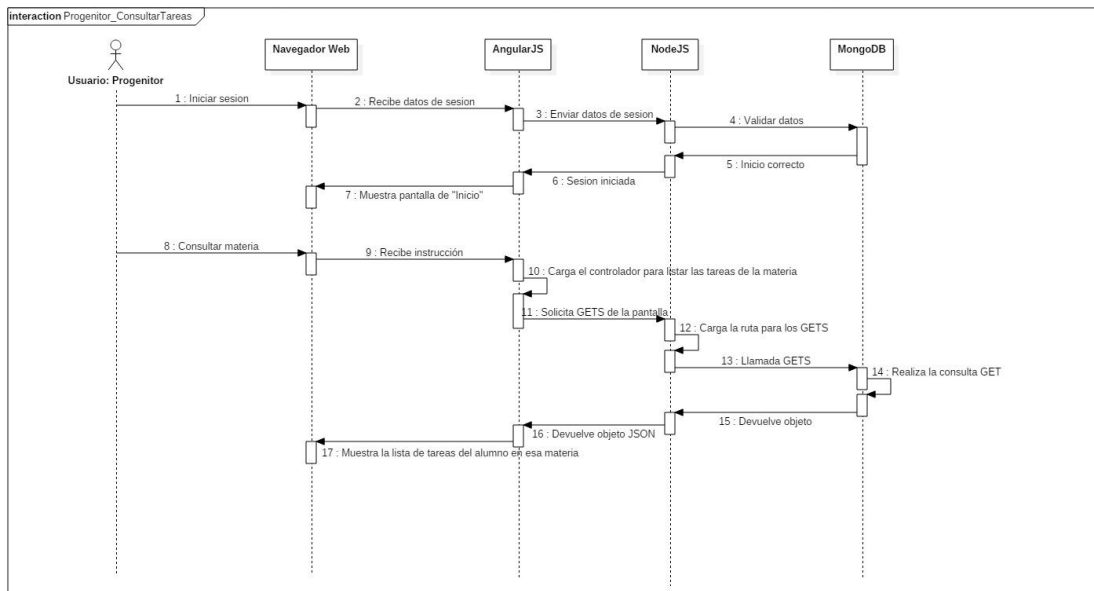 interaction Progenitor_ConsultarTareas
Usuario: Progenitor
Navegador Web
AngularJS
NodeJS
MongoDB
1 : Iniciar sesion
2 : Recibe datos de sesion
3 : Enviar datos de sesion
4 : Validar datos
5 : Inicio correcto
6 : Sesion iniciada
7 : Muestra pantalla de "Inicio"
8 : Consultar materia
9 : Recibe instrucción
10 : Carga el controlador para listar las tareas de la materia
11 : Solicita GETS de la pantalla
12 : Carga la ruta para los GETS
13 : Llamada GETS
14 : Realiza la consulta GET
15 : Devuelve objeto
16 : Devuelve objeto JSON
17 : Muestra la lista de tareas del alumno en esa materia